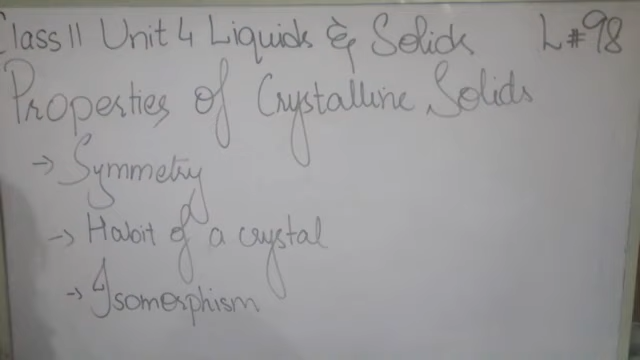 Class 11 Unit 4 Liquids & Solids L#98
Properties of Crystalline Solids
→ Symmetry
→ Habit of a crystal
→ Isomorphism